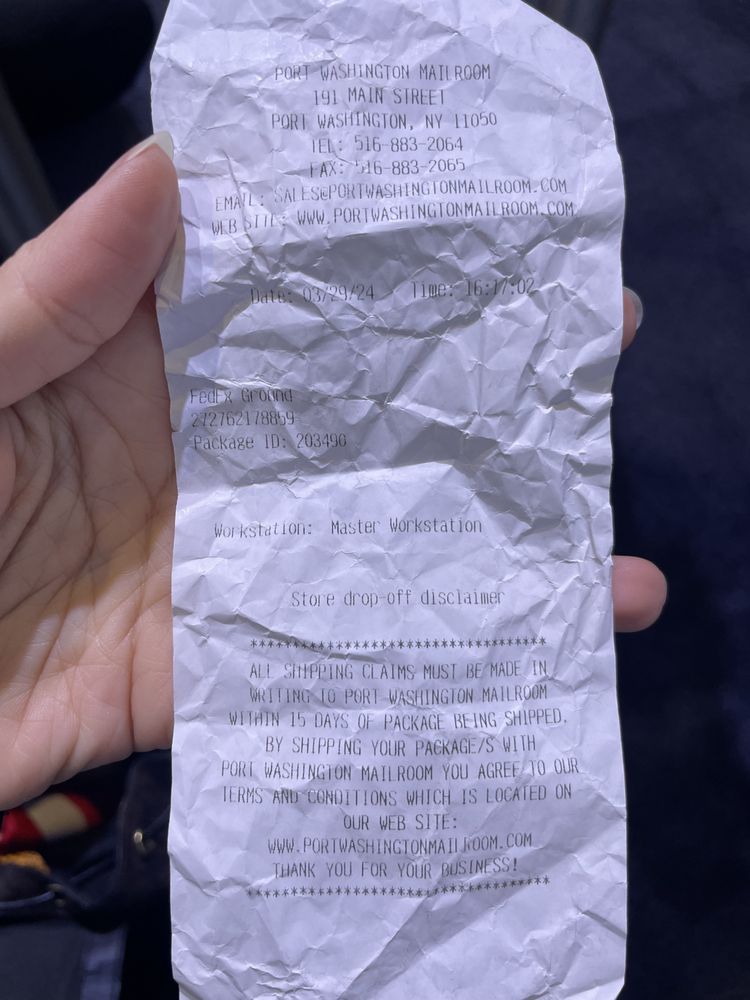 PORT WASHINGTON MAILROOM
191 MAIN STREET
PORT WASHINGTON, NY 11050
TEL: 516-883-2064
FAX: 516-883-2065
EMAIL: SALES@PORTWASHINGTONMAILROOM.COM
WEB SITE: WWW.PORTWASHINGTONMAILROOM.COM
Date: 03/29/24 Time: 16:17:02
FedEx Ground
272762178859
Package ID: 203490
Workstation: Master Workstation
Store drop-off disclaimer
***********************************
ALL SHIPPING CLAIMS MUST BE MADE IN
WRITING TO PORT WASHINGTON MAILROOM
WITHIN 15 DAYS OF PACKAGE BEING SHIPPED.
BY SHIPPING YOUR PACKAGE/S WITH
PORT WASHINGTON MAILROOM YOU AGREE TO OUR
TERMS AND CONDITIONS WHICH IS LOCATED ON
OUR WEB SITE:
WWW.PORTWASHINGTONMAILROOM.COM
THANK YOU FOR YOUR BUSINESS!
***********************************